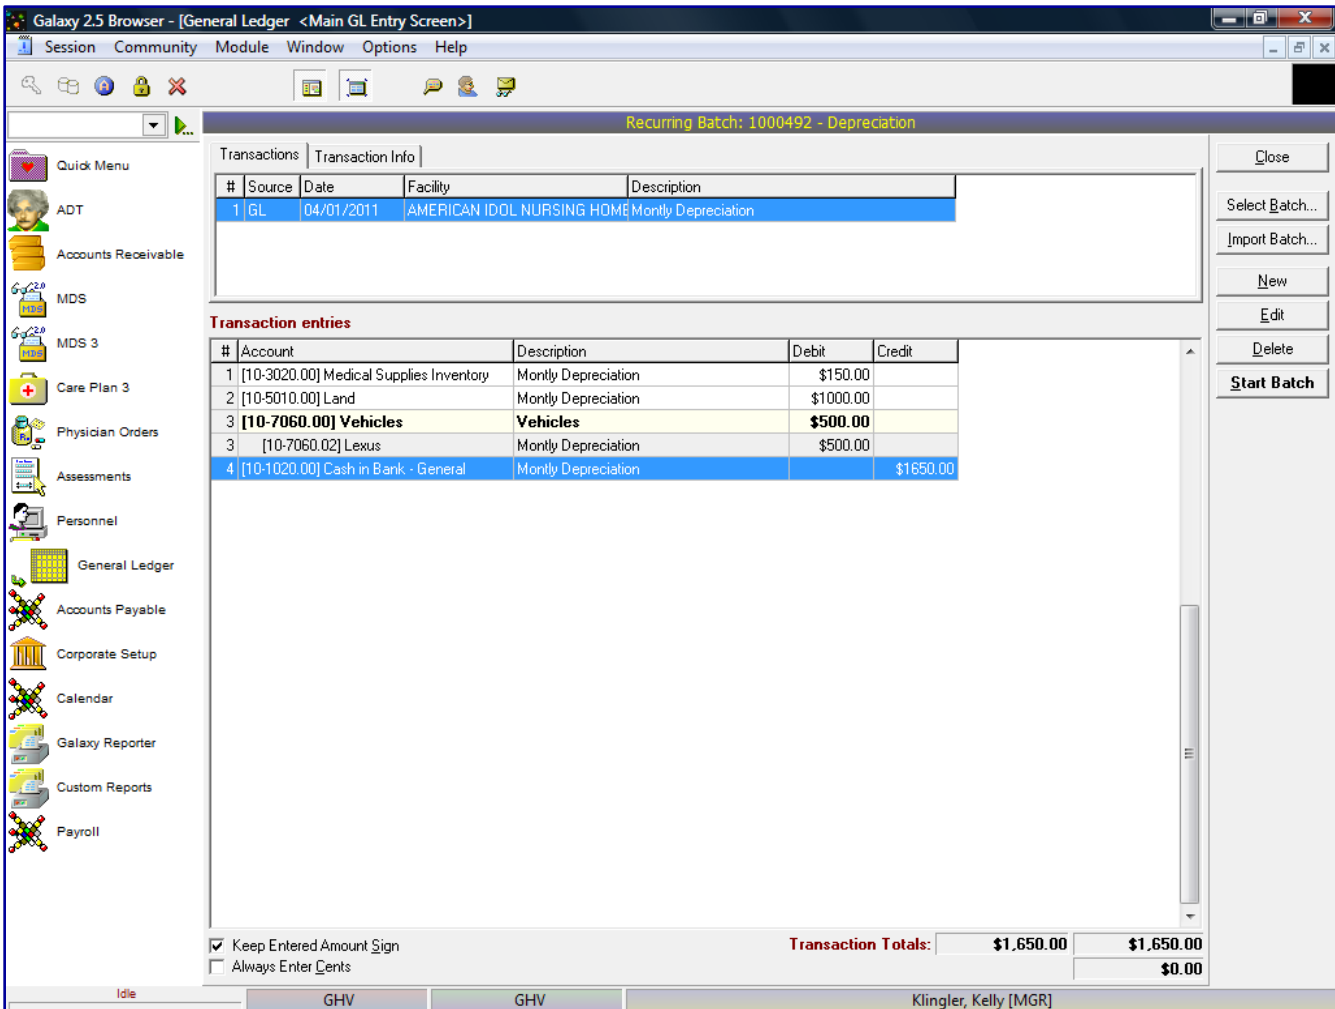 Galaxy 2.5 Browser - [General Ledger <Main GL Entry Screen>]
Session Community Module Window Options Help
Recurring Batch: 1000492 - Depreciation
Quick Menu
ADT
Accounts Receivable
MDS
MDS 3
Care Plan 3
Physician Orders
Assessments
Personnel
General Ledger
Accounts Payable
Corporate Setup
Calendar
Galaxy Reporter
Custom Reports
Payroll
Transactions Transaction Info
# Source Date Facility Description
1 GL 04/01/2011 AMERICAN IDOL NURSING HOME Montly Depreciation
Transaction entries
# Account Description Debit Credit
1 [10-3020.00] Medical Supplies Inventory Montly Depreciation $150.00
2 [10-5010.00] Land Montly Depreciation $1000.00
3 [10-7060.00] Vehicles Vehicles $500.00
3 [10-7060.02] Lexus Montly Depreciation $500.00
4 [10-1020.00] Cash in Bank - General Montly Depreciation $1650.00
Keep Entered Amount Sign
Always Enter Cents
Transaction Totals: $1,650.00 $1,650.00
$0.00
Close
Select Batch...
Import Batch...
New
Edit
Delete
Start Batch
Idle GHV GHV Klingler, Kelly [MGR]